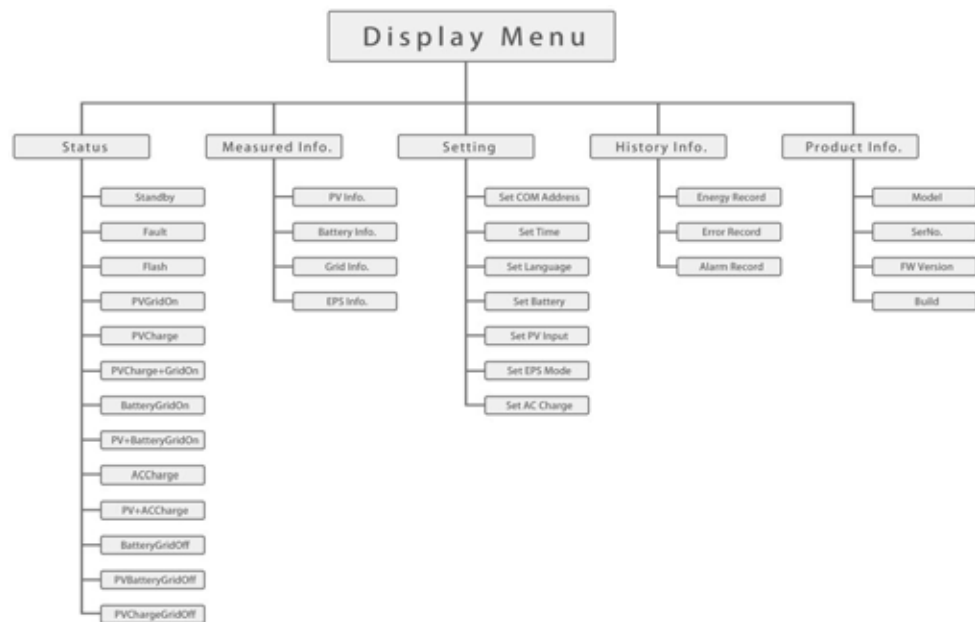 Display Menu
Status
Measured Info.
Setting
History Info.
Product Info.
Standby
Fault
Flash
PVGridOn
PVCharge
PVCharge+GridOn
BatteryGridOn
PV+BatteryGridOn
ACCharge
PV+ACCharge
BatteryGridOff
PVBatteryGridOff
PVChargeGridOff
PV Info.
Battery Info.
Grid Info.
EPS Info.
Set COM Address
Set Time
Set Language
Set Battery
Set PV Input
Set EPS Mode
Set AC Charge
Energy Record
Error Record
Alarm Record
Model
SerNo.
FW Version
Build